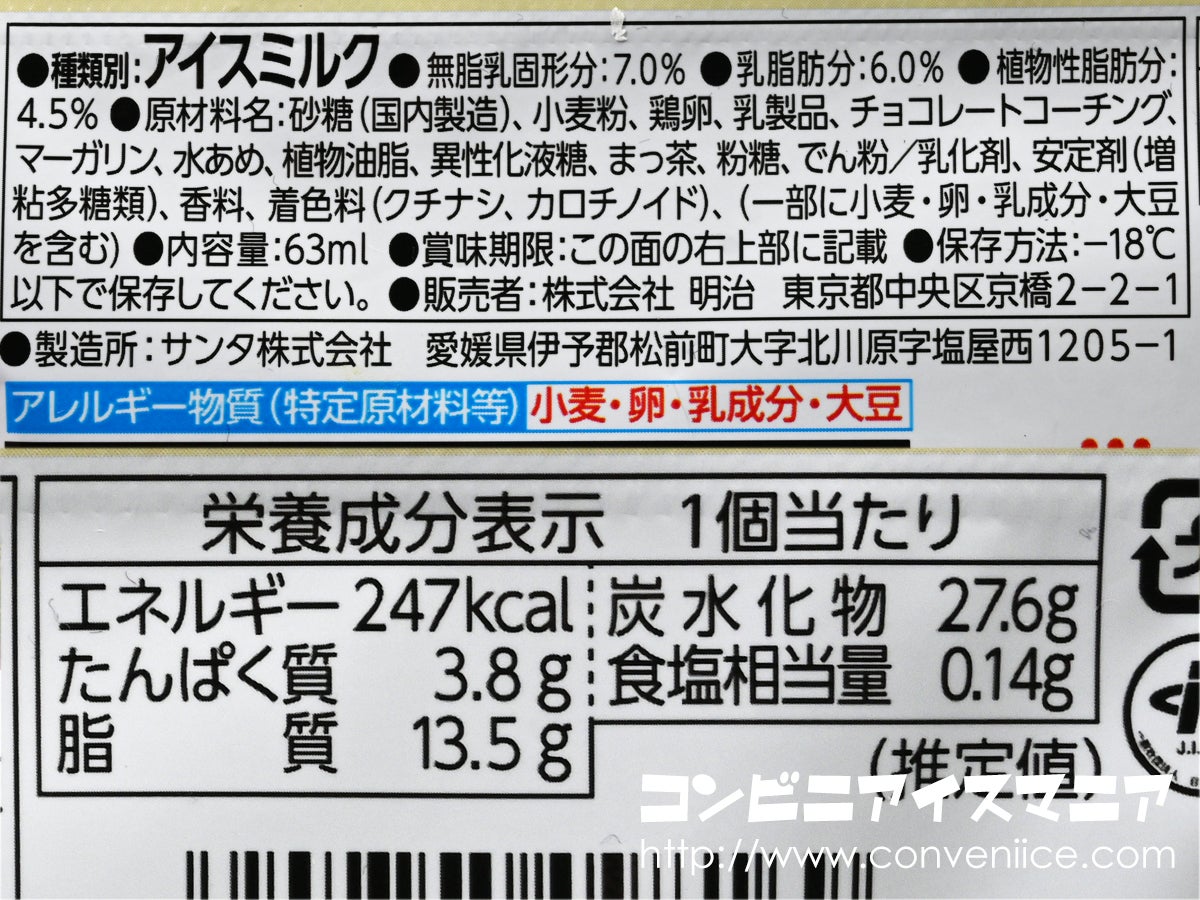 ●種類別:アイスミルク ●無脂乳固形分:7.0% ●乳脂肪分:6.0% ●植物性脂肪分:
4.5% ●原材料名:砂糖(国内製造)、小麦粉、鶏卵、乳製品、チョコレートコーチング、
マーガリン、水あめ、植物油脂、異性化液糖、まっ茶、粉糖、でん粉/乳化剤、安定剤(増
粘多糖類)、香料、着色料(クチナシ、カロチノイド)、(一部に小麦・卵・乳成分・大豆
を含む) ●内容量:63ml ●賞味期限:この面の右上部に記載 ●保存方法:-18℃
以下で保存してください。 ●販売者:株式会社 明治 東京都中央区京橋2-2-1
●製造所:サンタ株式会社 愛媛県伊予郡松前町大字北川原字塩屋西1205-1
アレルギー物質(特定原材料等) 小麦・卵・乳成分・大豆
栄養成分表示 1個当たり
エネルギー 247kcal 炭水化物 27.6g
たんぱく質 3.8g 食塩相当量 0.14g
脂質 13.5g
(推定値)
コンビニアイスマニア
http://www.conveniice.com